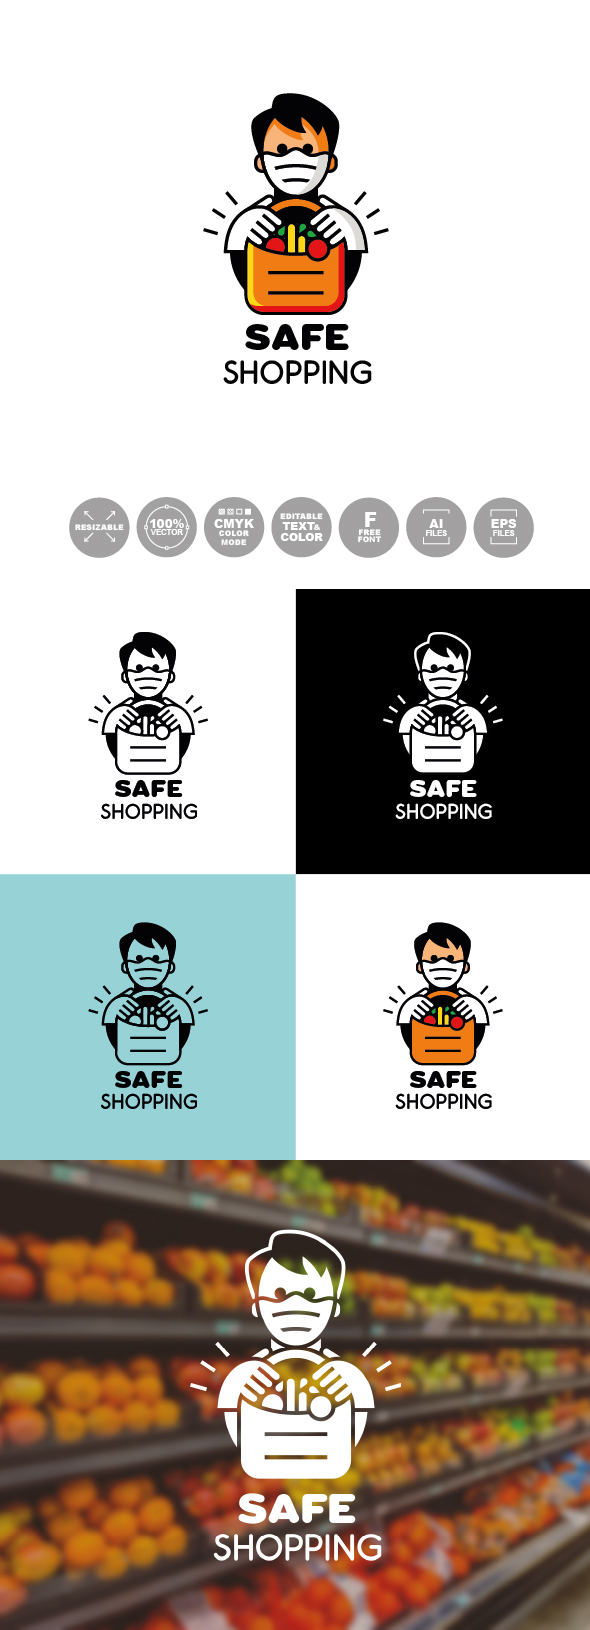 SAFE
SHOPPING
RESIZABLE
100%
VECTOR
CMYK
COLOR
MODE
EDITABLE
TEXT&
COLOR
F
FREE
FONT
AI
FILES
EPS
FILES
SAFE
SHOPPING
SAFE
SHOPPING
SAFE
SHOPPING
SAFE
SHOPPING
SAFE
SHOPPING